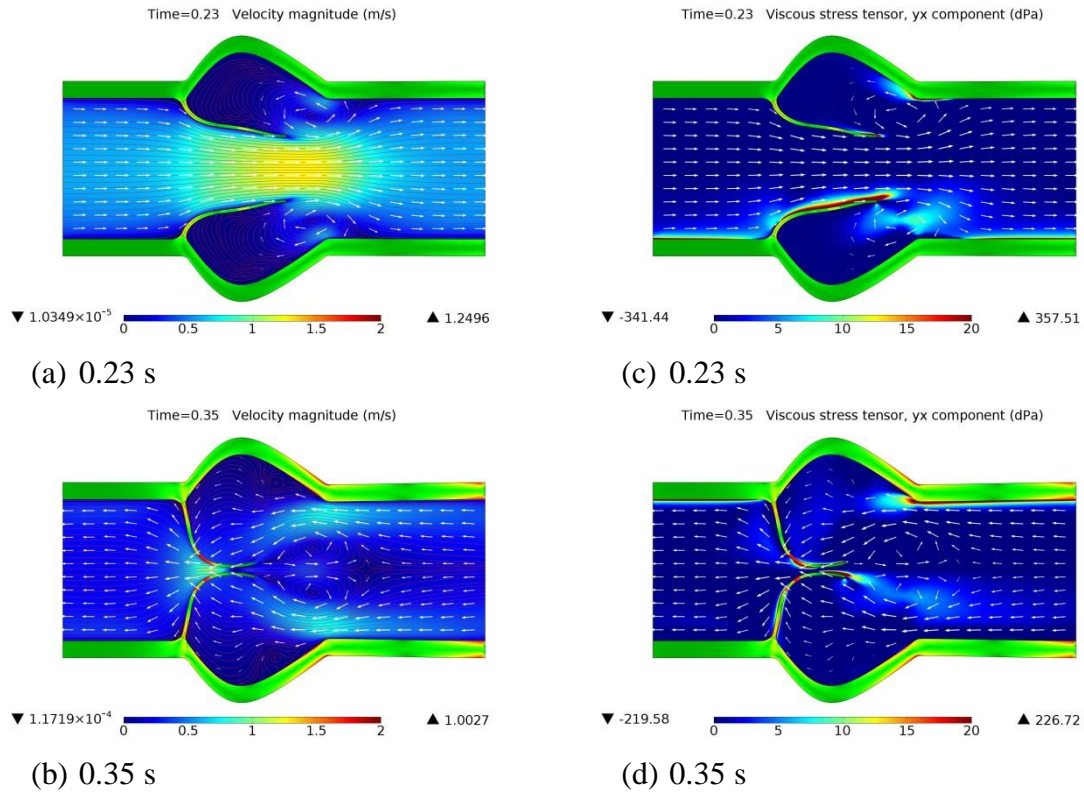 Time=0.23 Velocity magnitude (m/s)
▼ 1.0349×10⁻⁵ 0 0.5 1 1.5 2 ▲ 1.2496
(a) 0.23 s
Time=0.23 Viscous stress tensor, yx component (dPa)
▼ -341.44 0 5 10 15 20 ▲ 357.51
(c) 0.23 s
Time=0.35 Velocity magnitude (m/s)
▼ 1.1719×10⁻⁴ 0 0.5 1 1.5 2 ▲ 1.0027
(b) 0.35 s
Time=0.35 Viscous stress tensor, yx component (dPa)
▼ -219.58 0 5 10 15 20 ▲ 226.72
(d) 0.35 s